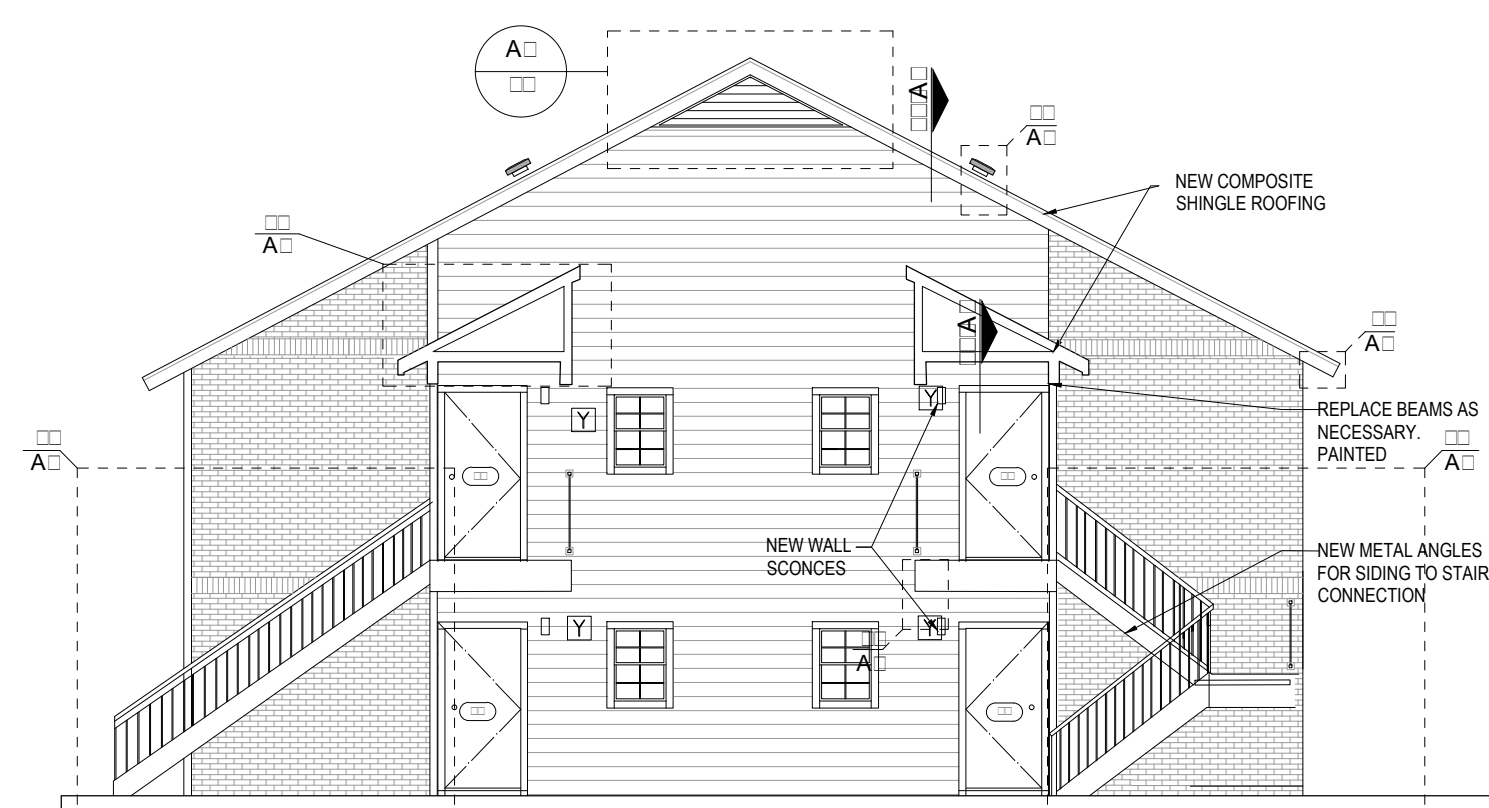 A
A
A
NEW COMPOSITE
SHINGLE ROOFING
A
A
A
REPLACE BEAMS AS
NECESSARY.
PAINTED
Y
Y
A
A
NEW WALL
SCONCES
NEW METAL ANGLES
FOR SIDING TO STAIR
CONNECTION
Y
Y
A